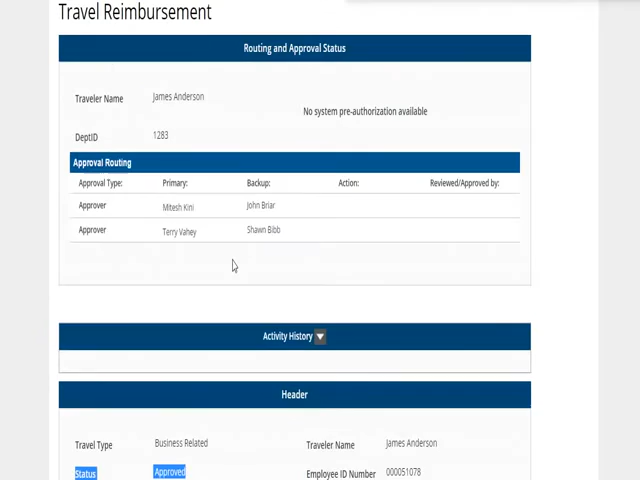 Travel Reimbursement
Routing and Approval Status
Traveler Name James Anderson
No system pre-authorization available
DeptID 1283
Approval Routing
Approval Type: Primary: Backup: Action: Reviewed/Approved by:
Approver Mitesh Kini John Briar
Approver Terry Vahey Shawn Bibb
Activity History
Header
Travel Type Business Related Traveler Name James Anderson
Status Approved Employee ID Number 000051078